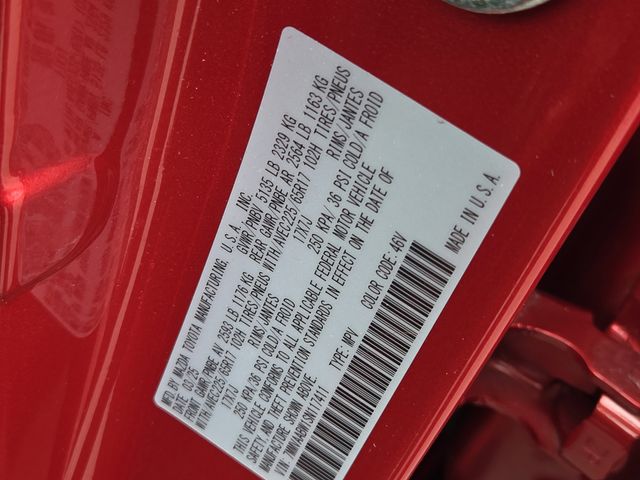 MFD BY MAZDA TOYOTA MANUFACTURING U.S.A. INC.
DATE: 03/25 GVWR/PNBV 5135 LB 2329 KG
FRONT GAWR/PNBE AV 2593 LB 1176 KG REAR GAWR/PNBE AR 2564 LB 1163 KG
WITH/AVEC225/65R17 102H TIRES/PNEUS WITH/AVEC225/65R17 102H TIRES/PNEUS
17X7J RIMS/JANTES 17X7J RIMS/JANTES
250 KPA/ 36 PSI COLD/A FROID 250 KPA/ 36 PSI COLD/A FROID
THIS VEHICLE CONFORMS TO ALL APPLICABLE FEDERAL MOTOR VEHICLE
SAFETY AND THEFT PREVENTION STANDARDS IN EFFECT ON THE DATE OF
MANUFACTURE SHOWN ABOVE.
VIN: TYPE: MPV COLOR CODE: 46V
MADE IN U.S.A.